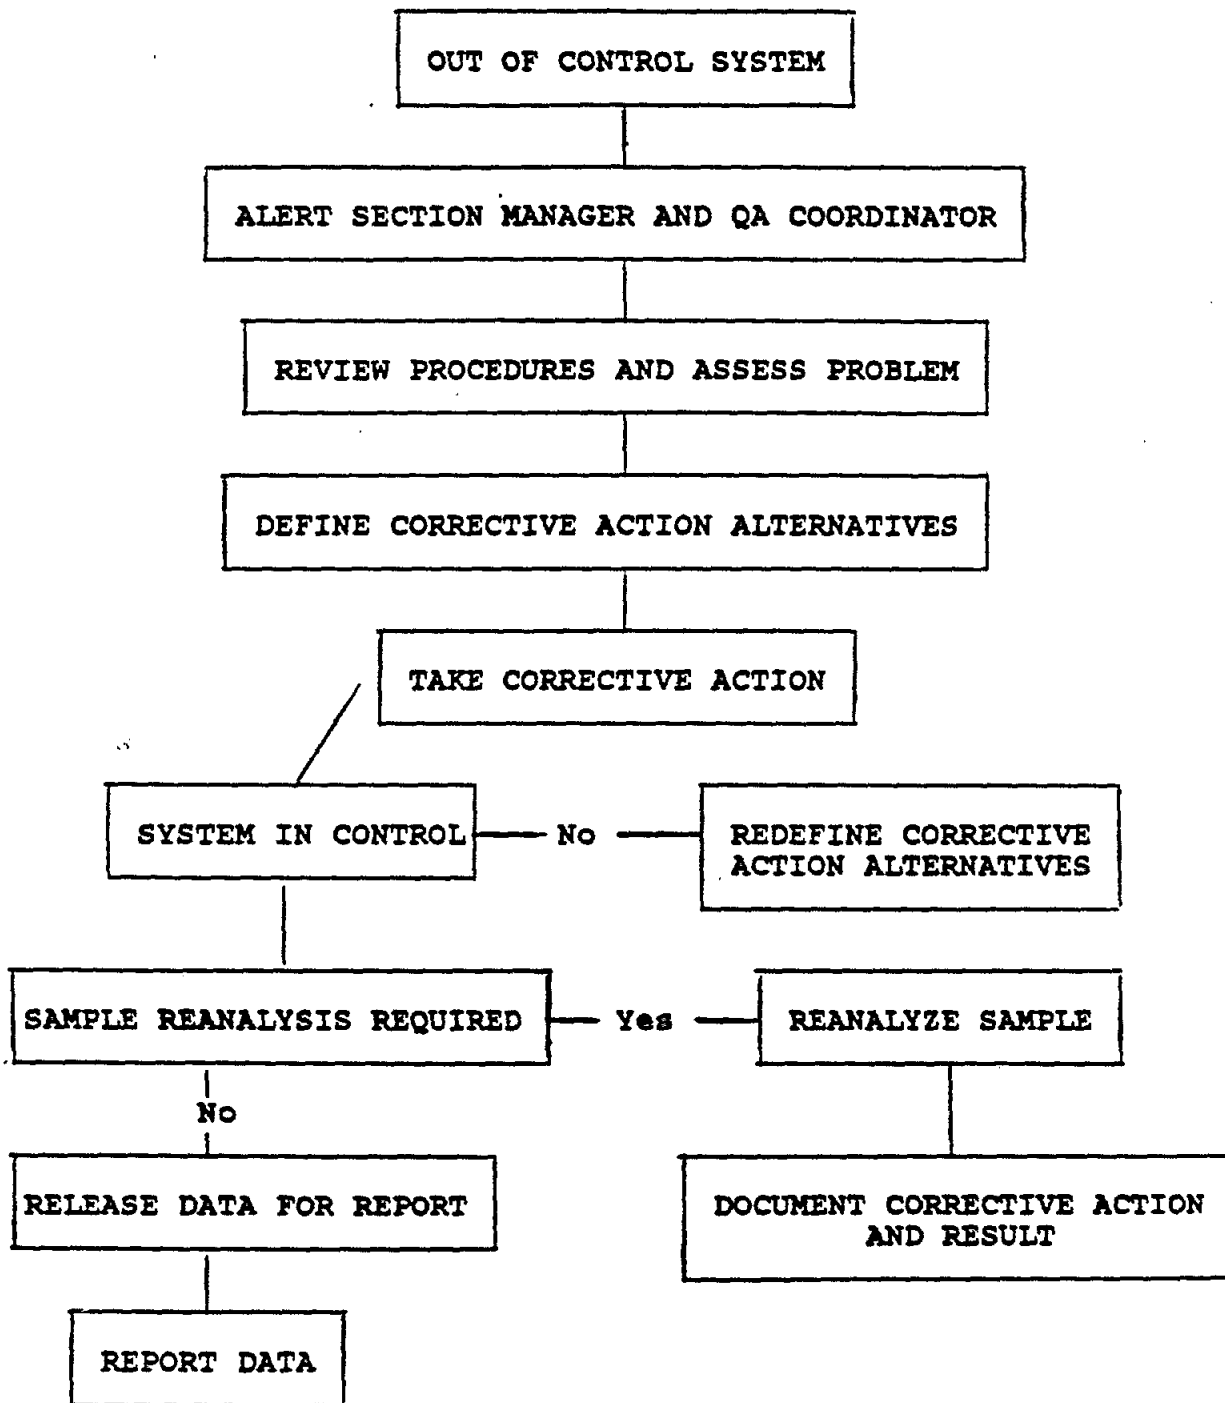 OUT OF CONTROL SYSTEM
ALERT SECTION MANAGER AND QA COORDINATOR
REVIEW PROCEDURES AND ASSESS PROBLEM
DEFINE CORRECTIVE ACTION ALTERNATIVES
TAKE CORRECTIVE ACTION
SYSTEM IN CONTROL
No
REDEFINE CORRECTIVE
ACTION ALTERNATIVES
SAMPLE REANALYSIS REQUIRED
Yes
REANALYZE SAMPLE
No
RELEASE DATA FOR REPORT
DOCUMENT CORRECTIVE ACTION
AND RESULT
REPORT DATA